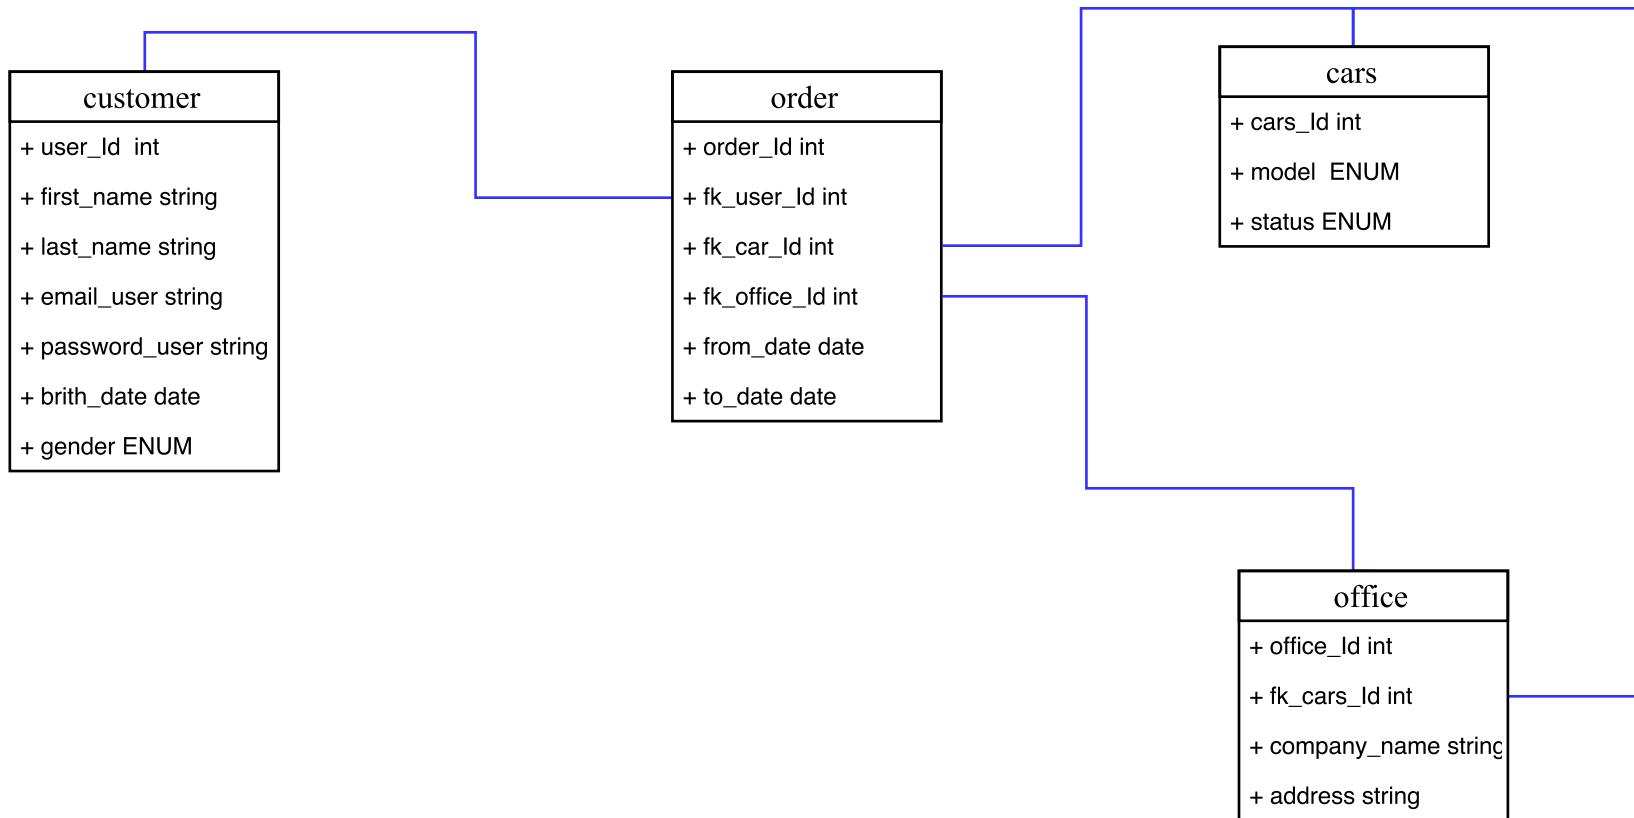 customer
+ user_Id  int
+ first_name string
+ last_name string
+ email_user string
+ password_user string
+ brith_date date
+ gender ENUM
order
+ order_Id int
+ fk_user_Id int
+ fk_car_Id int
+ fk_office_Id int
+ from_date date
+ to_date date
cars
+ cars_Id int
+ model  ENUM
+ status ENUM
office
+ office_Id int
+ fk_cars_Id int
+ company_name string
+ address string